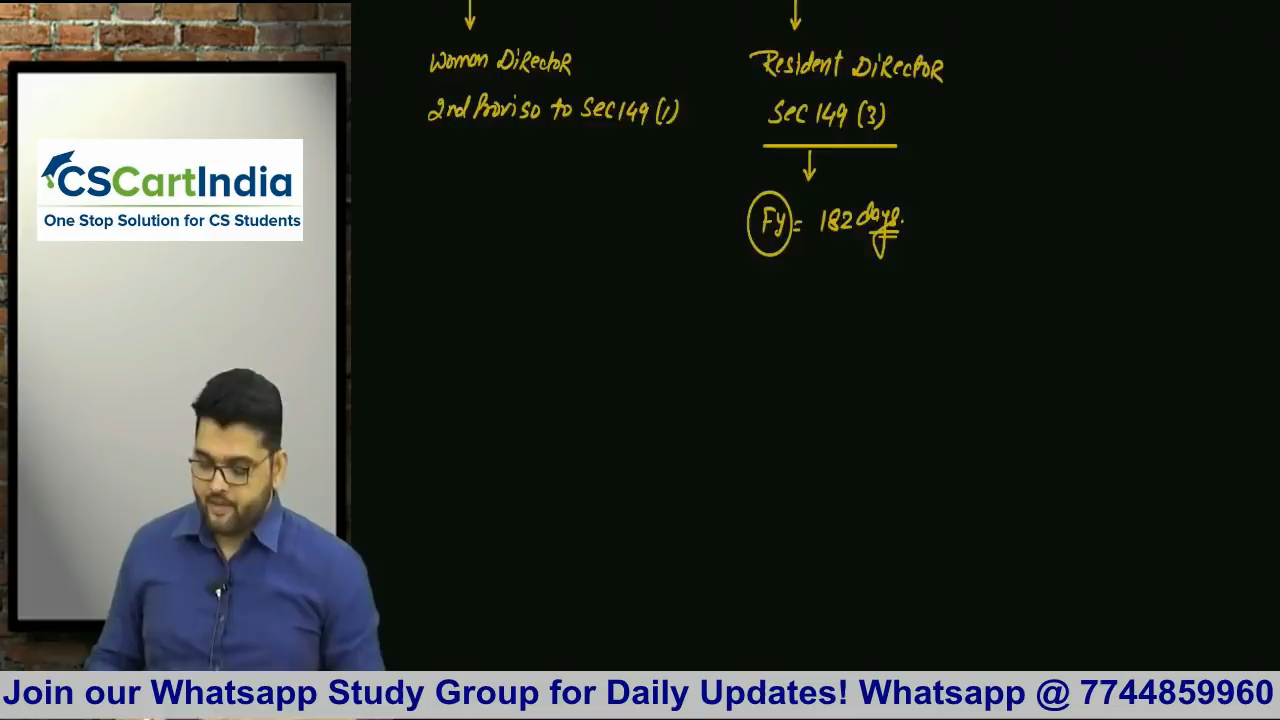 Woman Director
2nd Proviso to Sec 149 (1)
Resident Director
Sec 149 (3)
Fy = 182 days.
CSCartIndia
One Stop Solution for CS Students
Join our Whatsapp Study Group for Daily Updates! Whatsapp @ 7744859960